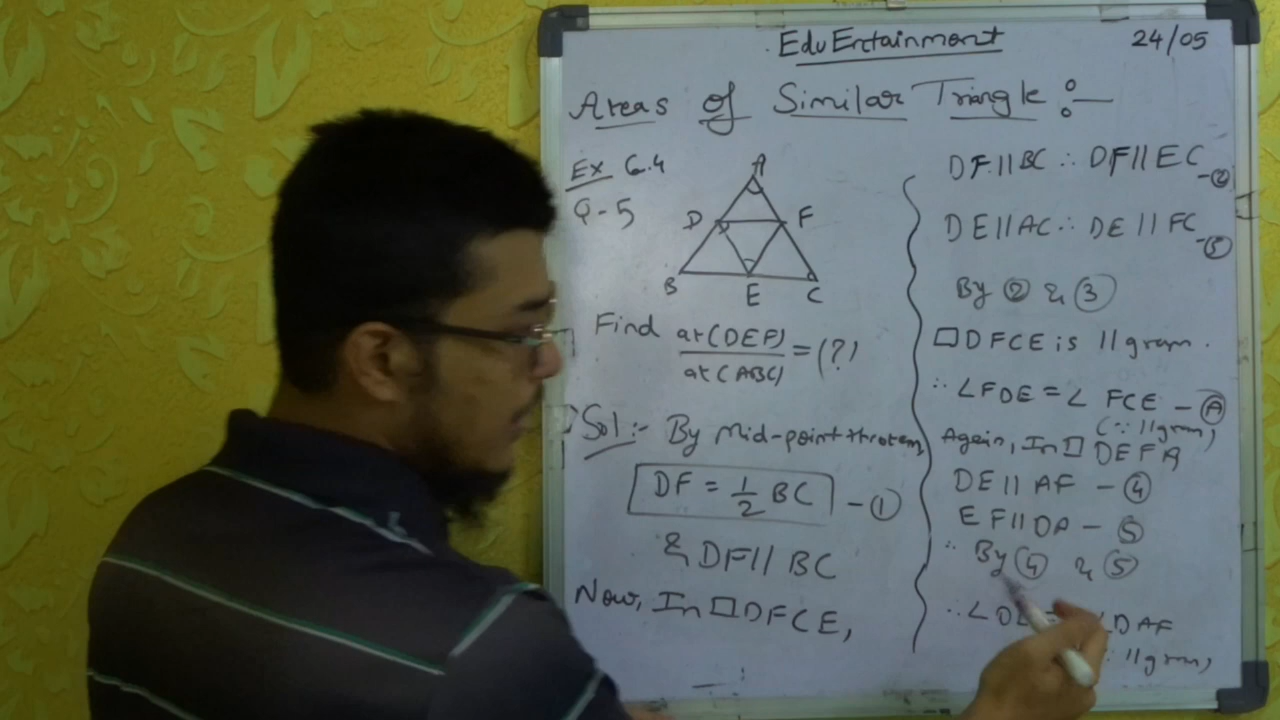 EduEntainment 24/05
Areas of Similar Triangle :—
Ex 6.4
Q-5
A
D F
B E C
Find ar(DEF)/ar(ABC) = (?)
Sol:- By Mid-point throtem
DF = 1/2 BC - ①
& DF // BC
Now, In □DFCE,
DF // BC ∴ DF // EC - ②
DE // AC ∴ DE // FC - ③
By ② & ③
□DFCE is //gram.
∴ ∠FDE = ∠FCE - Ⓐ
(∵ //gram)
Again, In □ DEFA
DE // AF - ④
EF // DA - ⑤
∴ By ④ & ⑤
∴ ∠DAF
//gram)